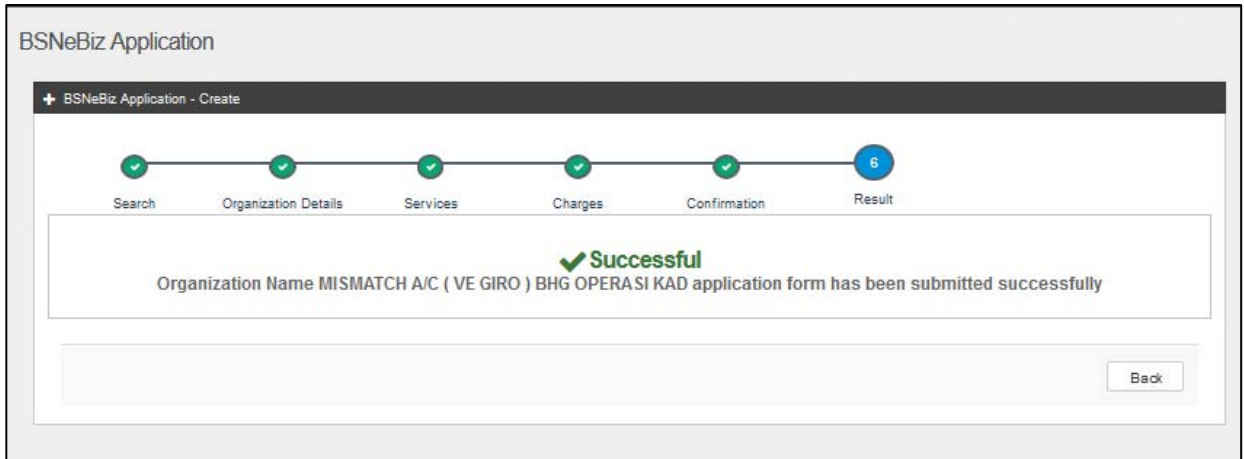 BSNeBiz Application
BSNeBiz Application - Create
6
Search Organization Details Services Charges Confirmation Result
Successful
Organization Name MISMATCH A/C ( VE GIRO ) BHG OPERASI KAD application form has been submitted successfully
Back